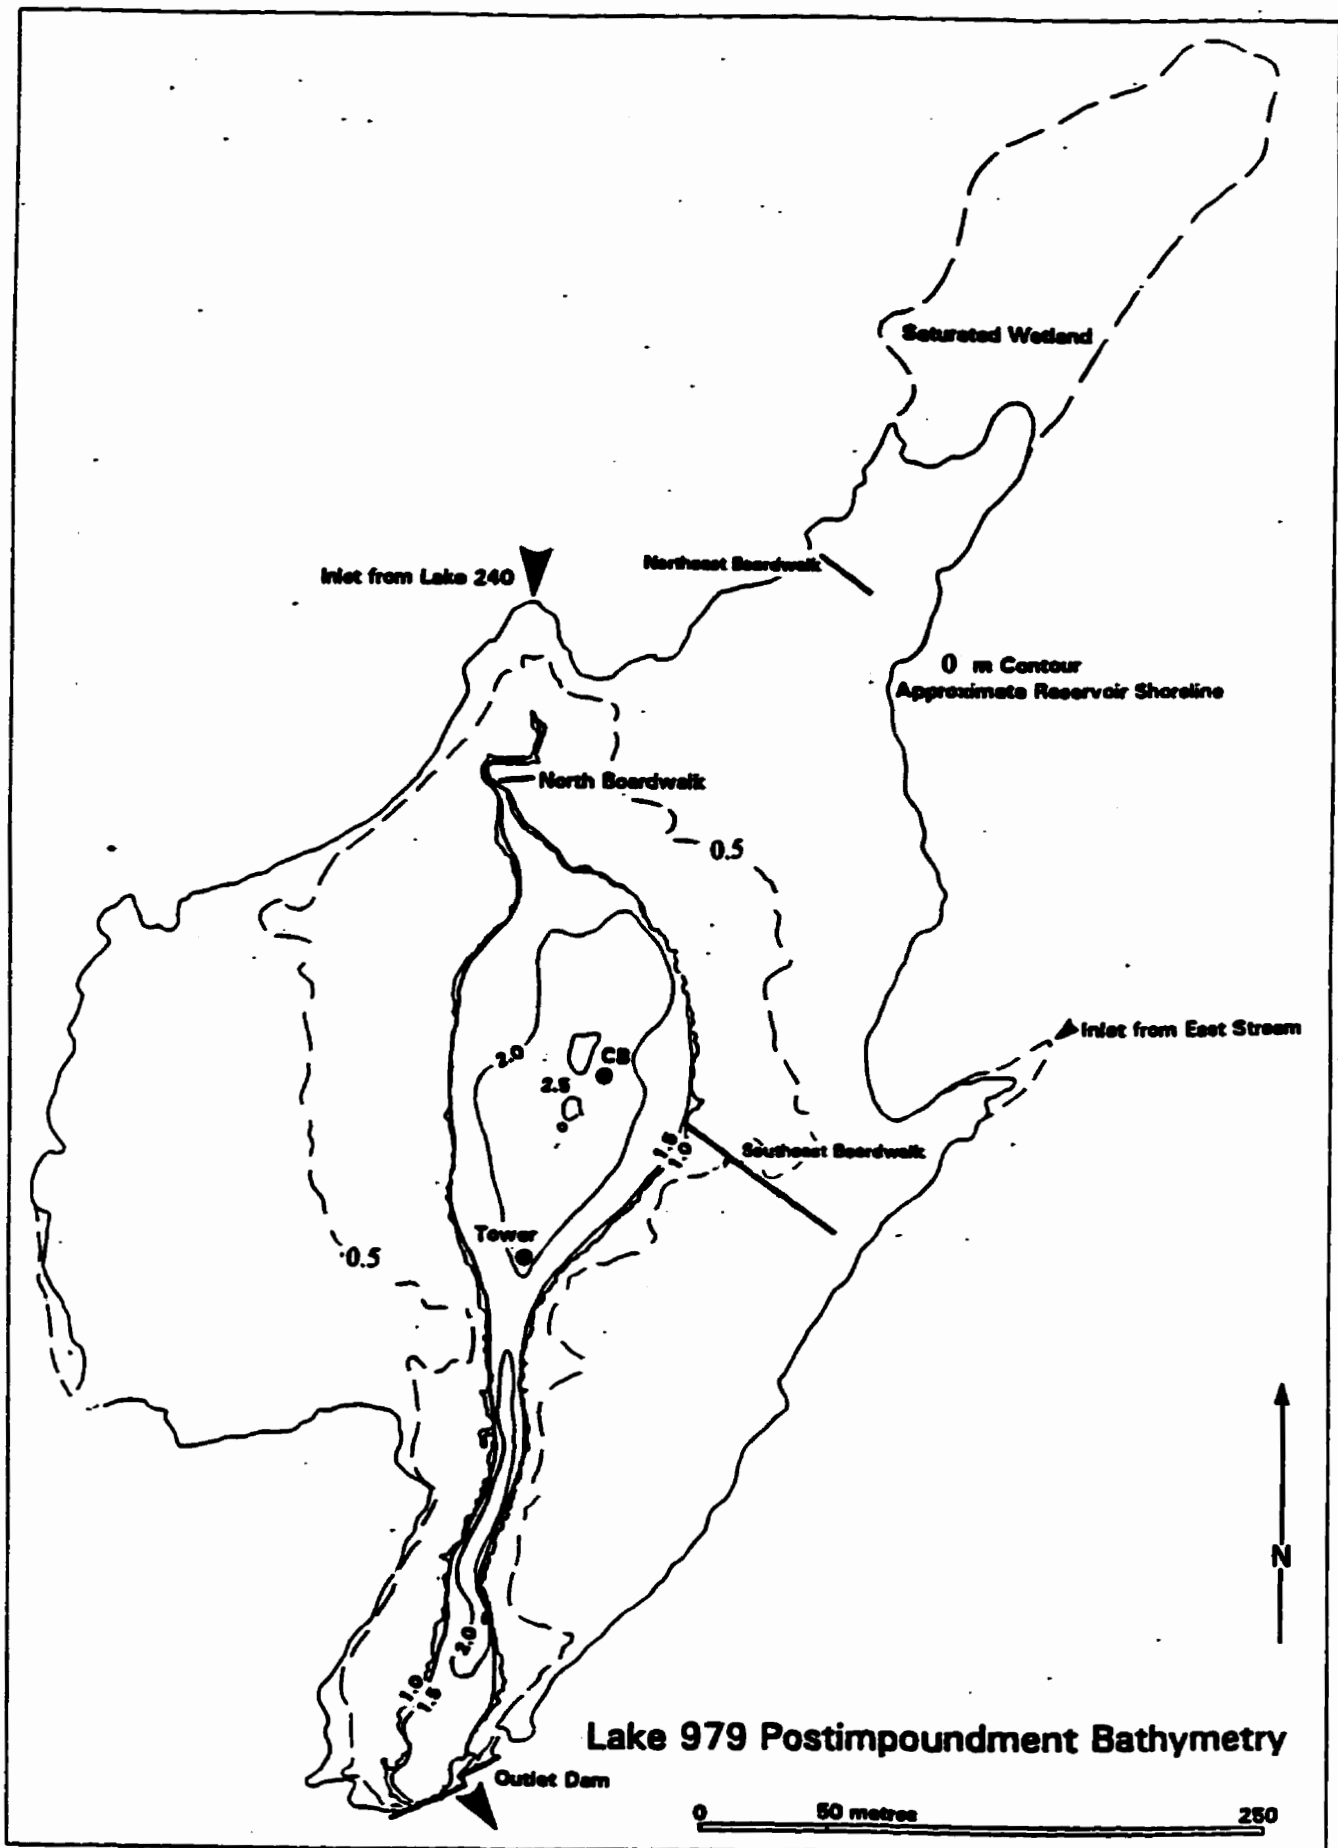 Saturated Wetland
Inlet from Lake 240
Northeast Boardwalk
0 m Contour
Approximate Reservoir Shoreline
North Boardwalk
0.5
Inlet from East Stream
2.0
CB
2.5
1.5
1.0
Southeast Boardwalk
Tower
0.5
N
2.0
1.0
1.5
Lake 979 Postimpoundment Bathymetry
Outlet Dam
0 50 metres 250